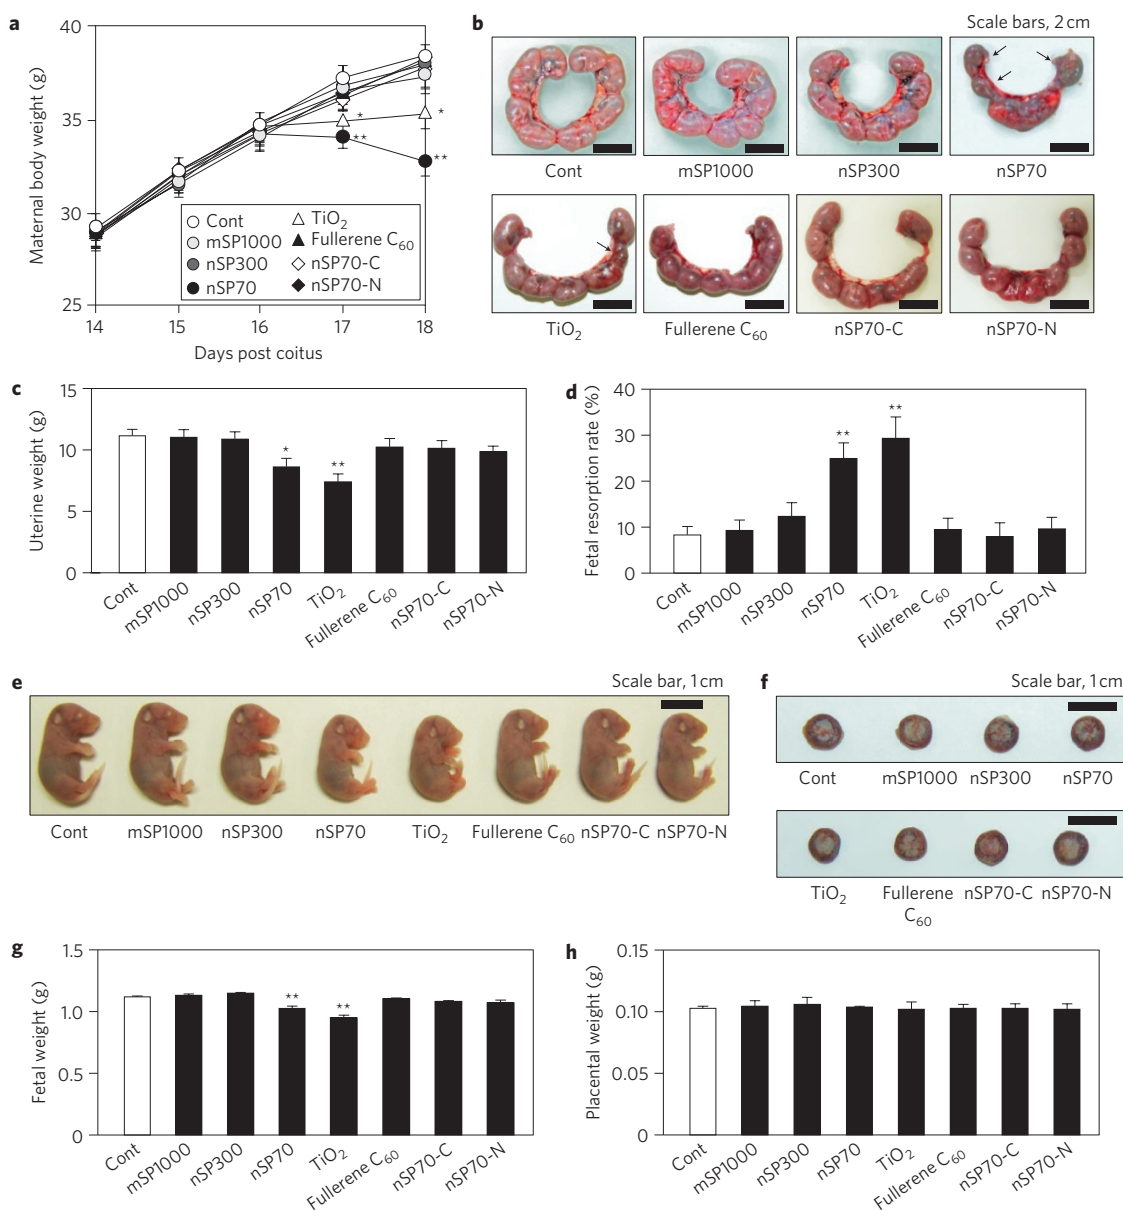 a
40
35
30
25
Maternal body weight (g)
14 15 16 17 18
Days post coitus
*
**
*
**
Cont
mSP1000
nSP300
nSP70
TiO2
Fullerene C60
nSP70-C
nSP70-N
b
Scale bars, 2 cm
Cont mSP1000 nSP300 nSP70
TiO2 Fullerene C60 nSP70-C nSP70-N
c
15
10
5
0
Uterine weight (g)
*
**
Cont mSP1000 nSP300 nSP70 TiO2 Fullerene C60 nSP70-C nSP70-N
d
40
30
20
10
0
Fetal resorption rate (%)
**
**
Cont mSP1000 nSP300 nSP70 TiO2 Fullerene C60 nSP70-C nSP70-N
e
Scale bar, 1 cm
Cont mSP1000 nSP300 nSP70 TiO2 Fullerene C60 nSP70-C nSP70-N
f
Scale bar, 1 cm
Cont mSP1000 nSP300 nSP70
TiO2 Fullerene C60 nSP70-C nSP70-N
g
1.5
1.0
0.5
0
Fetal weight (g)
**
**
Cont mSP1000 nSP300 nSP70 TiO2 Fullerene C60 nSP70-C nSP70-N
h
0.15
0.10
0.05
0
Placental weight (g)
Cont mSP1000 nSP300 nSP70 TiO2 Fullerene C60 nSP70-C nSP70-N